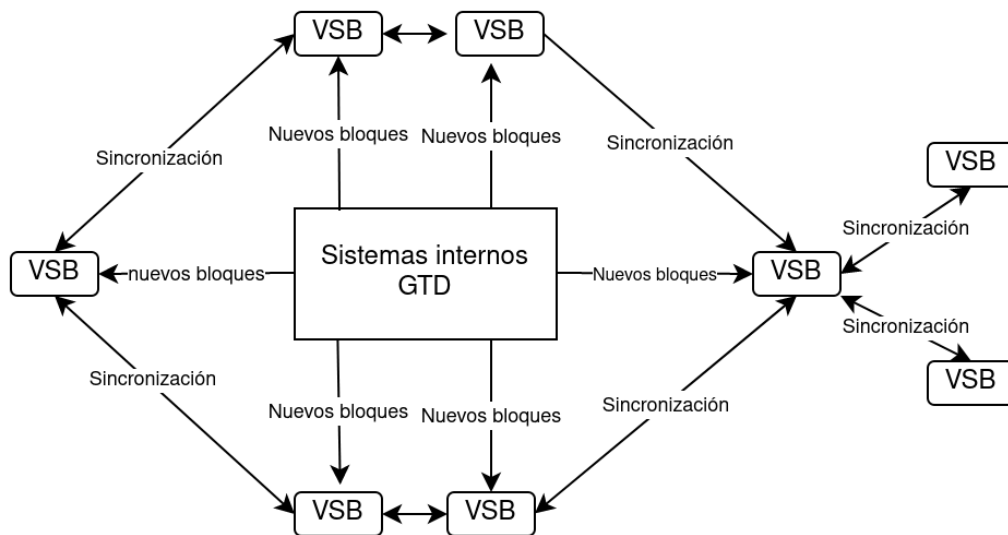 VSB
VSB
Nuevos bloques
Nuevos bloques
Sincronización
Sincronización
VSB
Sincronización
VSB
nuevos bloques
Sistemas internos
GTD
Nuevos bloques
VSB
Sincronización
VSB
Sincronización
Nuevos bloques
Nuevos bloques
Sincronización
VSB
VSB